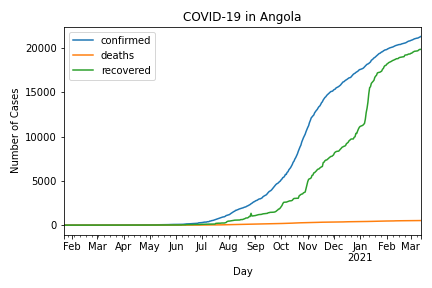 COVID-19 in Angola
confirmed
deaths
recovered
Number of Cases
20000
15000
10000
5000
0
Feb Mar Apr May Jun Jul Aug Sep Oct Nov Dec Jan Feb Mar
2021
Day